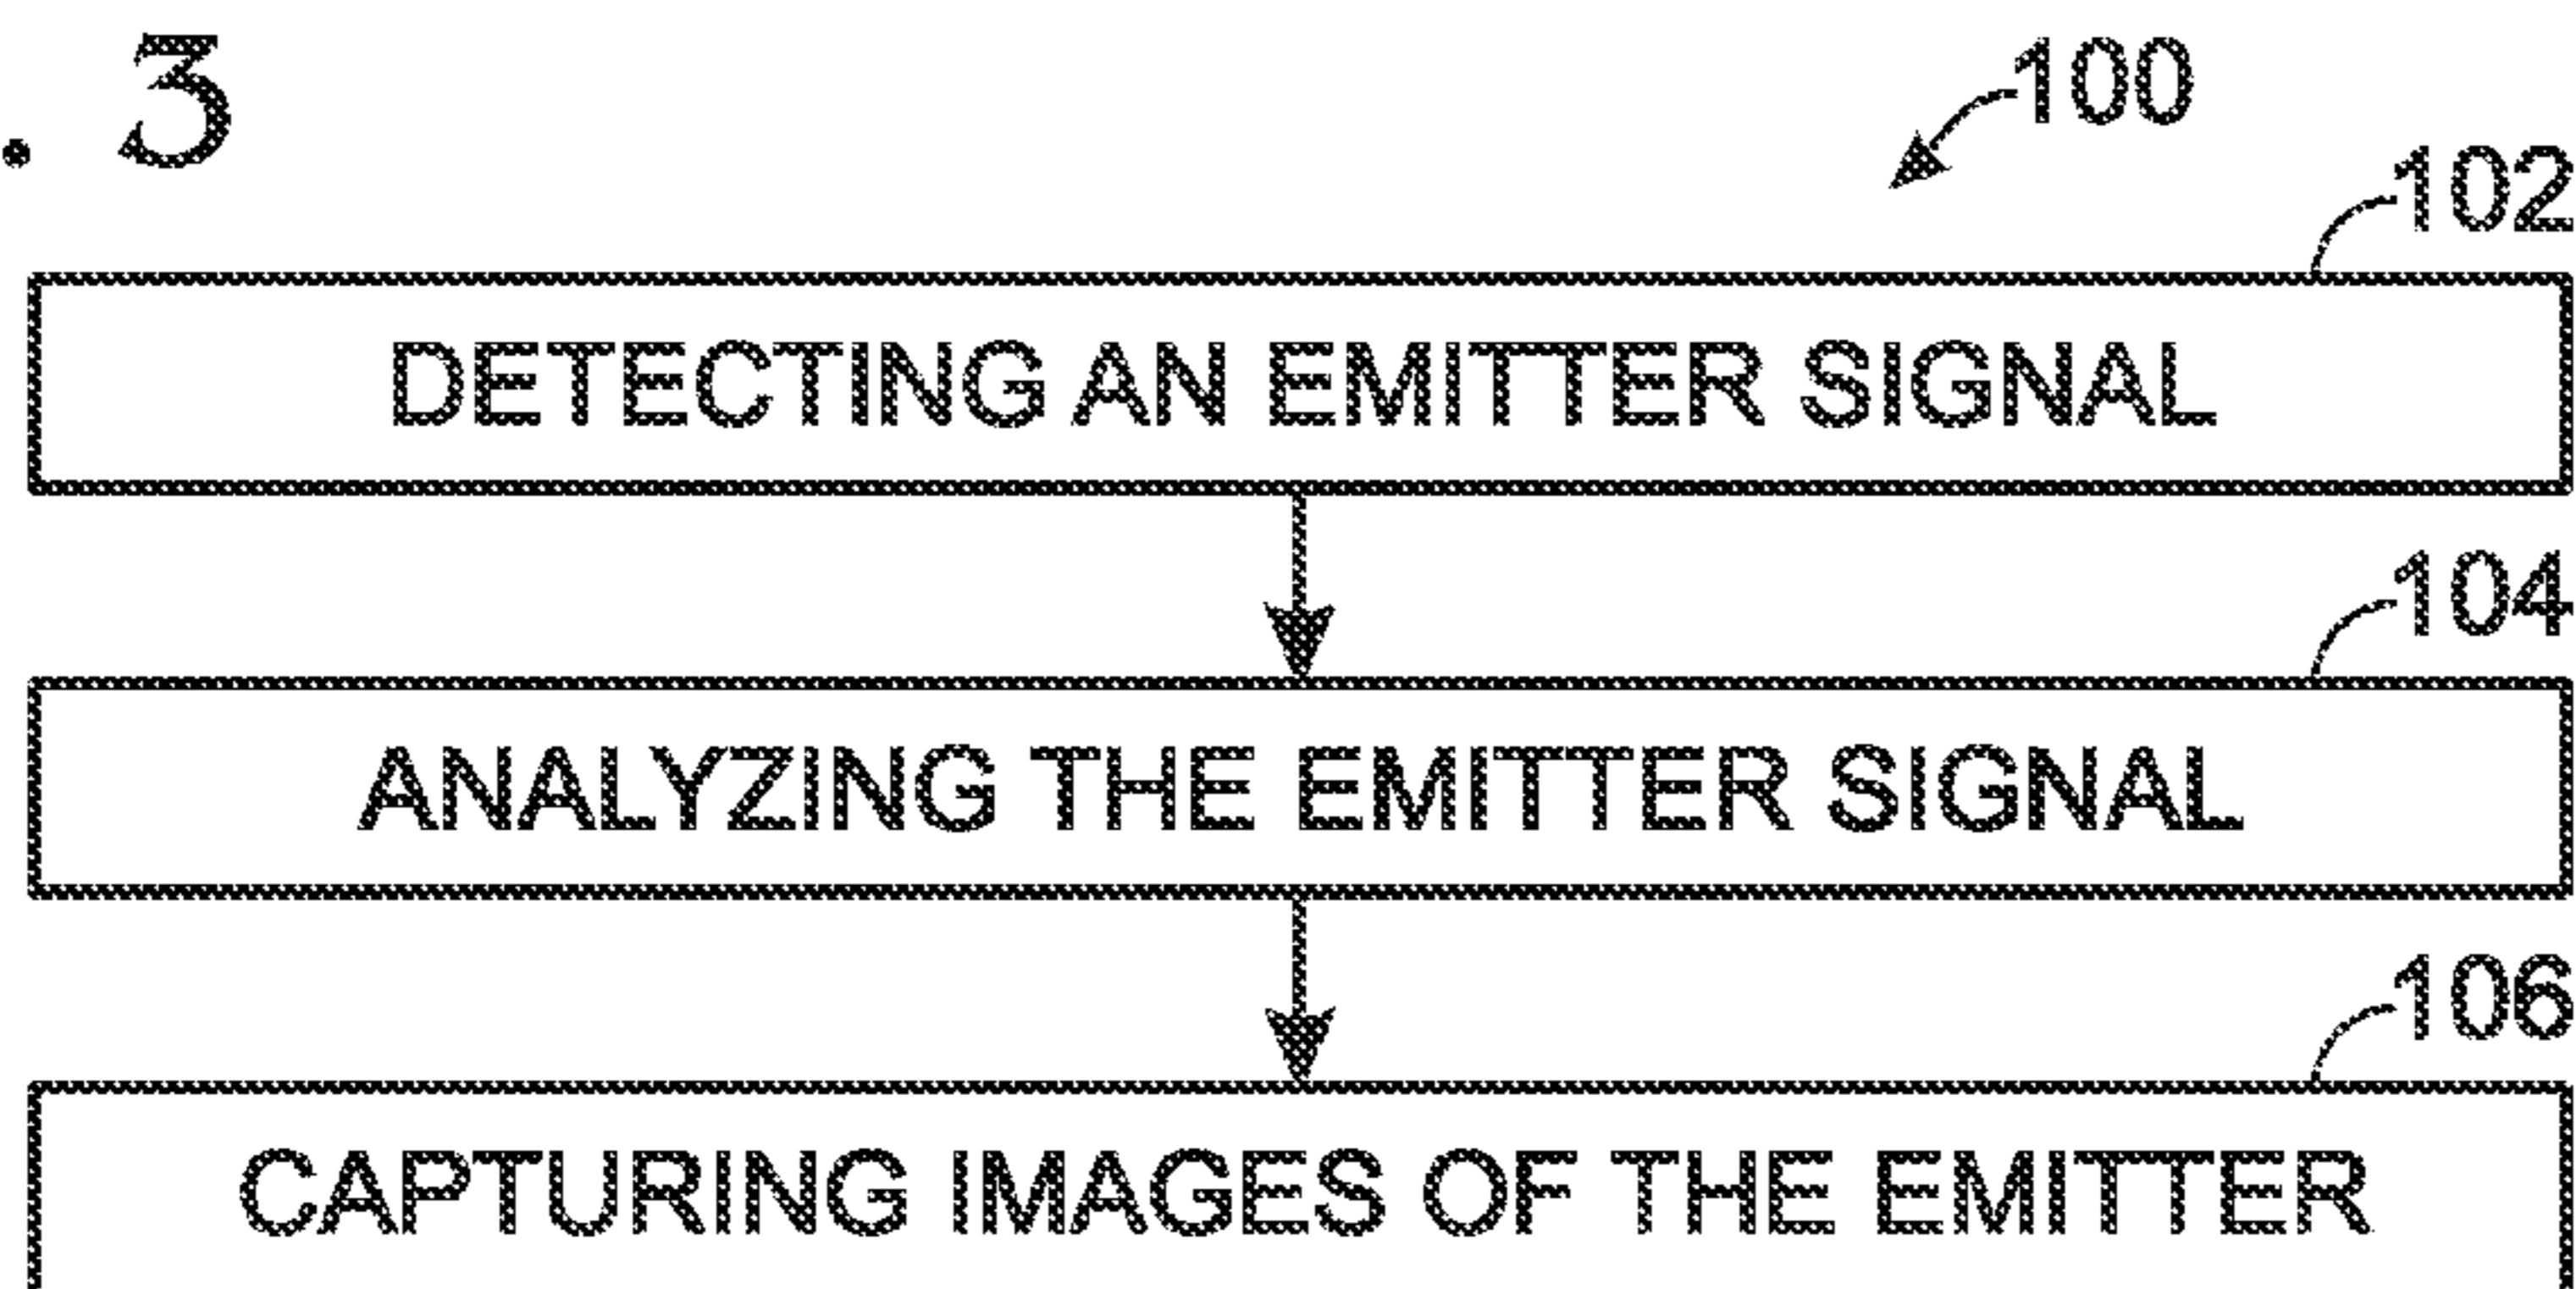 . 3
100
102
DETECTING AN EMITTER SIGNAL
104
ANALYZING THE EMITTER SIGNAL
106
CAPTURING IMAGES OF THE EMITTER